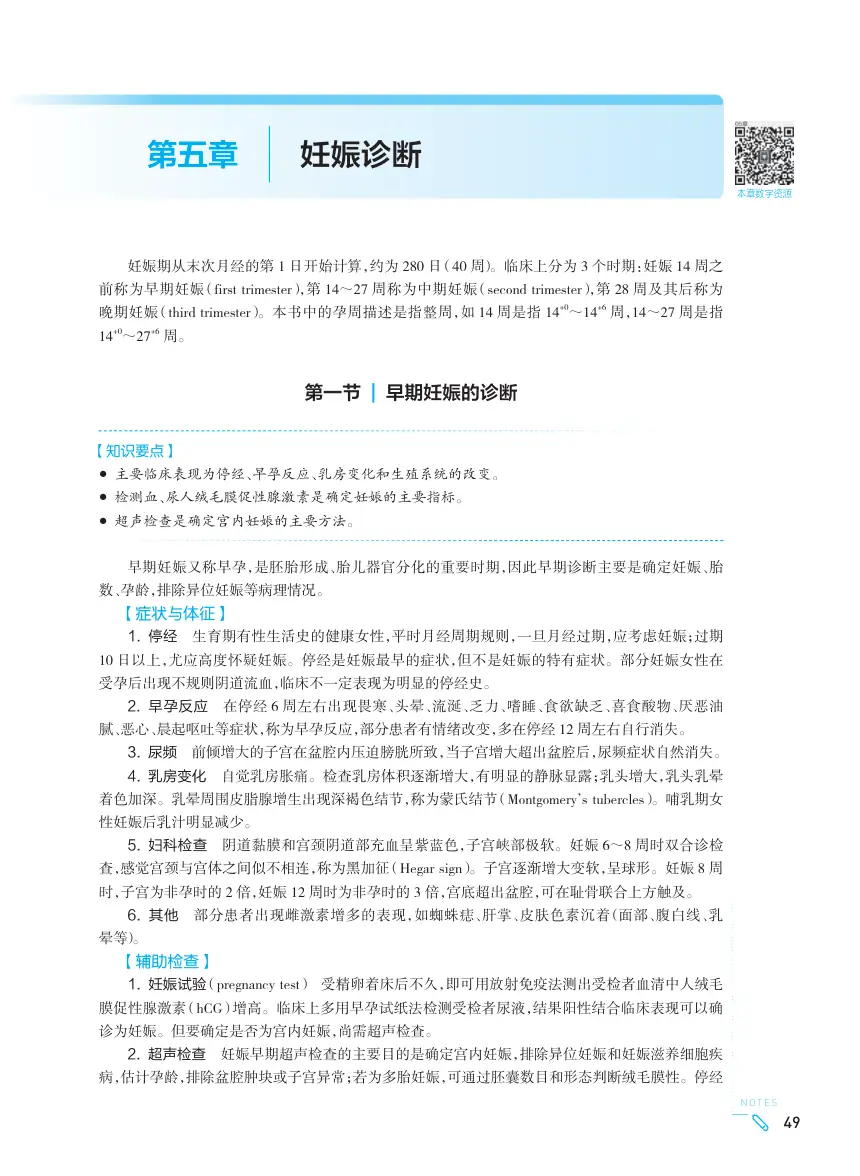 第五章 妊娠诊断
本章数字资源
妊娠期从末次月经的第 1 日开始计算,约为 280 日(40 周)。临床上分为 3 个时期:妊娠 14 周之
前称为早期妊娠(first trimester),第 14～27 周称为中期妊娠(second trimester),第 28 周及其后称为
晚期妊娠(third trimester)。本书中的孕周描述是指整周,如 14 周是指 14⁺⁰～14⁺⁶ 周,14～27 周是指
14⁺⁰～27⁺⁶ 周。
第一节 | 早期妊娠的诊断
【知识要点】
● 主要临床表现为停经、早孕反应、乳房变化和生殖系统的改变。
● 检测血、尿人绒毛膜促性腺激素是确定妊娠的主要指标。
● 超声检查是确定宫内妊娠的主要方法。
早期妊娠又称早孕,是胚胎形成、胎儿器官分化的重要时期,因此早期诊断主要是确定妊娠、胎
数、孕龄,排除异位妊娠等病理情况。
【症状与体征】
1. 停经 生育期有性生活史的健康女性,平时月经周期规则,一旦月经过期,应考虑妊娠;过期
10 日以上,尤应高度怀疑妊娠。停经是妊娠最早的症状,但不是妊娠的特有症状。部分妊娠女性在
受孕后出现不规则阴道流血,临床不一定表现为明显的停经史。
2. 早孕反应 在停经 6 周左右出现畏寒、头晕、流涎、乏力、嗜睡、食欲缺乏、喜食酸物、厌恶油
腻、恶心、晨起呕吐等症状,称为早孕反应,部分患者有情绪改变,多在停经 12 周左右自行消失。
3. 尿频 前倾增大的子宫在盆腔内压迫膀胱所致,当子宫增大超出盆腔后,尿频症状自然消失。
4. 乳房变化 自觉乳房胀痛。检查乳房体积逐渐增大,有明显的静脉显露;乳头增大,乳头乳晕
着色加深。乳晕周围皮脂腺增生出现深褐色结节,称为蒙氏结节(Montgomery's tubercles)。哺乳期女
性妊娠后乳汁明显减少。
5. 妇科检查 阴道黏膜和宫颈阴道部充血呈紫蓝色,子宫峡部极软。妊娠 6～8 周时双合诊检
查,感觉宫颈与宫体之间似不相连,称为黑加征(Hegar sign)。子宫逐渐增大变软,呈球形。妊娠 8 周
时,子宫为非孕时的 2 倍,妊娠 12 周时为非孕时的 3 倍,宫底超出盆腔,可在耻骨联合上方触及。
6. 其他 部分患者出现雌激素增多的表现,如蜘蛛痣、肝掌、皮肤色素沉着(面部、腹白线、乳
晕等)。
【辅助检查】
1. 妊娠试验(pregnancy test) 受精卵着床后不久,即可用放射免疫法测出受检者血清中人绒毛
膜促性腺激素(hCG)增高。临床上多用早孕试纸法检测受检者尿液,结果阳性结合临床表现可以确
诊为妊娠。但要确定是否为宫内妊娠,尚需超声检查。
2. 超声检查 妊娠早期超声检查的主要目的是确定宫内妊娠,排除异位妊娠和妊娠滋养细胞疾
病,估计孕龄,排除盆腔肿块或子宫异常;若为多胎妊娠,可通过胚囊数目和形态判断绒毛膜性。停经
NOTES
49